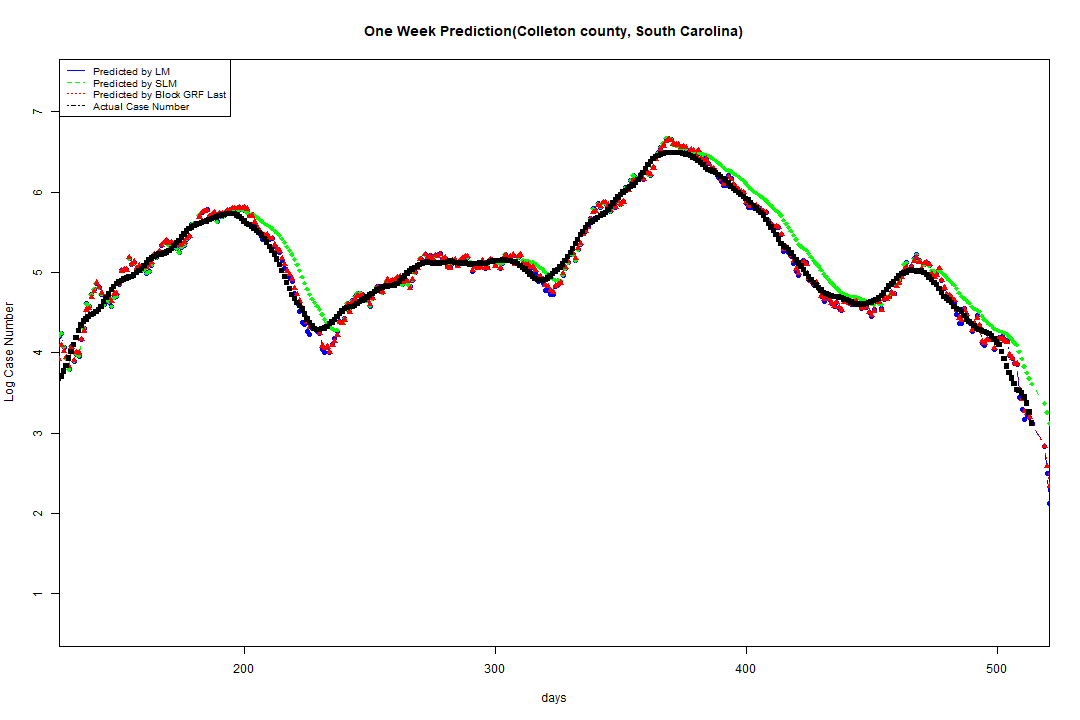 One Week Prediction(Colleton county, South Carolina)
Predicted by LM
Predicted by SLM
Predicted by Block GRF Last
Actual Case Number
7
6
5
4
3
2
1
Log Case Number
200 300 400 500
days